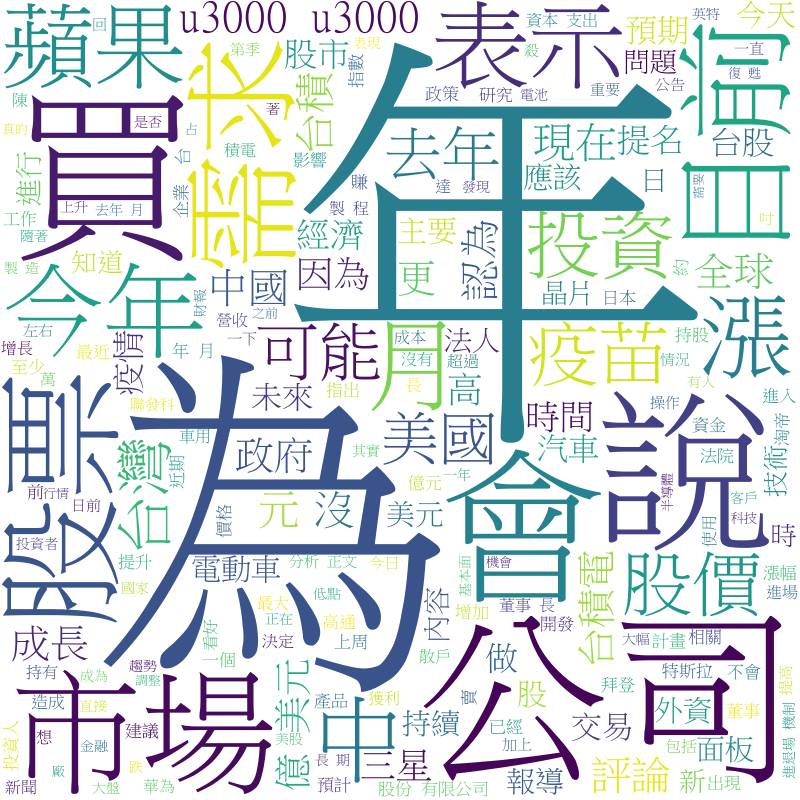 蘋果
u3000 u3000
表示
目前
買
需求
年
去年
今年
為
股票
說
會
公司
市場
中
月
漲
投資
疫苗
股價
美國
可能
台灣
中國
因為
現在
提名
認為
更
全球
今天
預期
問題
台股
股市
台積
台積電
進行
經濟
主要
應該
日
晶片
日本
法人
高
未來
時間
汽車
技術
時
政府
元
沒
美元
電動車
內容
疫情
知道
成長
億 美元
三星
持續
做
股
外資
交易
面板
報導
評論
新
出現
董事 長
增加
開發
計畫
相關
特斯拉
不會
拜登
大幅
散戶
基本面
漲幅
進場
使用
科技
客戶
半導體
法院
淘帝
資金
操作
進入
有人
情況
持股
約
需要
吋
公告
重要
復 甦
一直
英特
資本 支出
電池
研究
政策
發現
達
製 程
賺
影響
指數
表現
第季
回
陳
真的
是否
占
著
積電
台
企業
工作
上升
去年 月
隨著
製 造
財報
之前
營收
左右
增長
一下
最近
至少
年 月
萬
聯發科
車用
指出
成本
沒有
超過
長
其實
億元
一年
價格
近期
日前
前行情
投資者
提升
國家
分析
正文
今日
機會
最大
低點
高通
正在
決定
上周
看好
一個
持有
成為
趨勢
調整
造成
直接
想
建議
投資人
金融
美股
產品
獲利
賣
已經
加上
長 期
預計
新聞
廠
跌
大盤
華為
股份 有限公司
包括
進退場 機制
提高
董事
殺